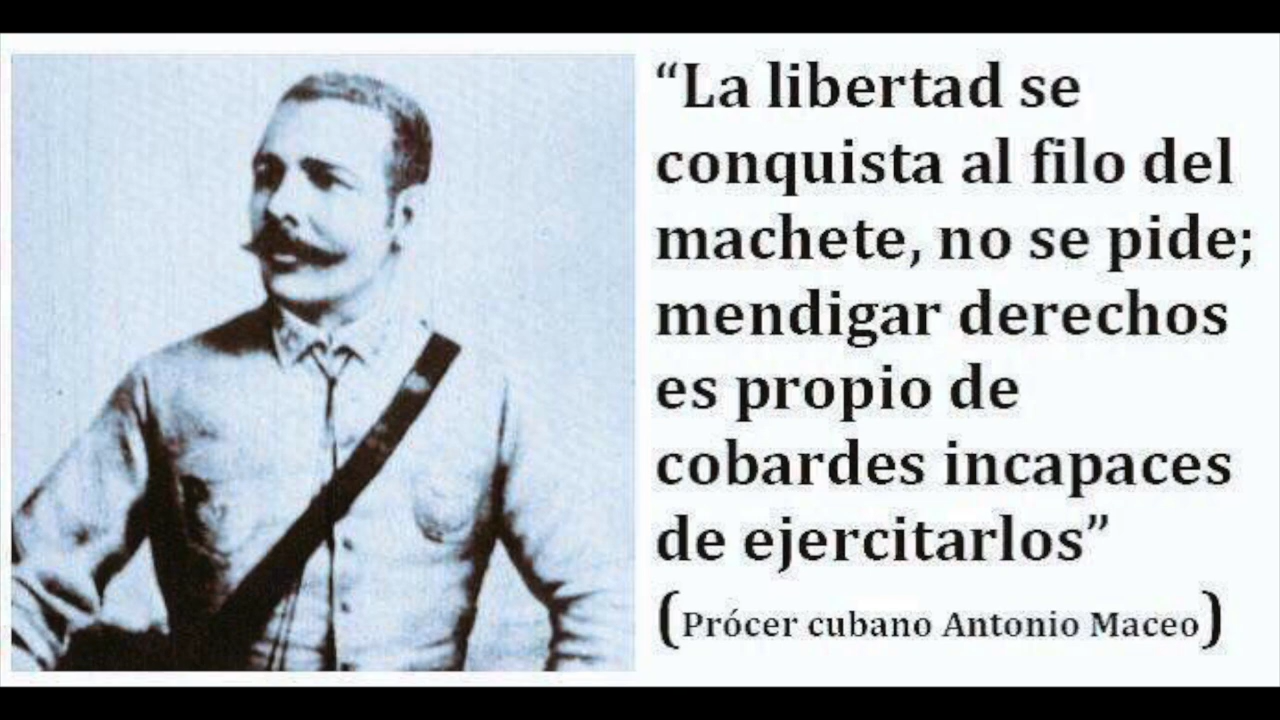 “La libertad se
conquista al filo del
machete, no se pide;
mendigar derechos
es propio de
cobardes incapaces
de ejercitarlos”
(Prócer cubano Antonio Maceo)